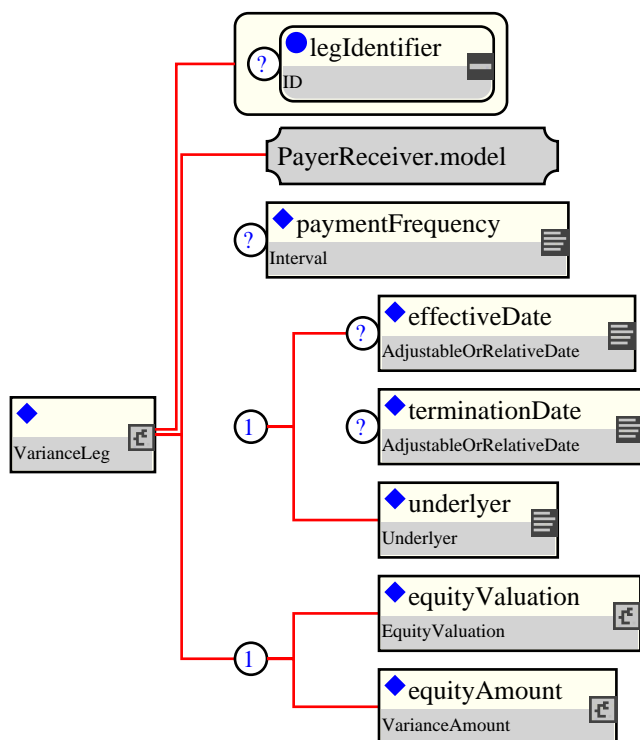 ?
legIdentifier
ID
PayerReceiver.model
?
paymentFrequency
Interval
?
effectiveDate
AdjustableOrRelativeDate
VarianceLeg
1
?
terminationDate
AdjustableOrRelativeDate
underlyer
Underlyer
equityValuation
EquityValuation
1
equityAmount
VarianceAmount